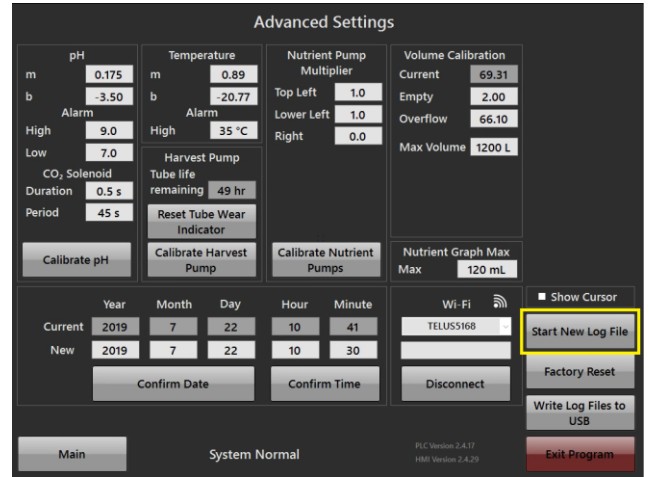 Advanced Settings
pH
m 0.175
b -3.50
Alarm
High 9.0
Low 7.0
CO₂ Solenoid
Duration 0.5 s
Period 45 s
Calibrate pH
Temperature
m 0.89
b -20.77
Alarm
High 35 °C
Harvest Pump
Tube life
remaining 49 hr
Reset Tube Wear
Indicator
Calibrate Harvest
Pump
Nutrient Pump
Multiplier
Top Left 1.0
Lower Left 1.0
Right 0.0
Calibrate Nutrient
Pumps
Volume Calibration
Current 69.31
Empty 2.00
Overflow 66.10
Max Volume 1200 L
Nutrient Graph Max
Max 120 mL
Year Month Day Hour Minute
Current 2019 7 22 10 41
New 2019 7 22 10 30
Confirm Date
Confirm Time
Wi-Fi
TELUS5168
Disconnect
Show Cursor
Start New Log File
Factory Reset
Write Log Files to
USB
Main
System Normal
PLC Version 2.4.17
HMI Version 2.4.29
Exit Program